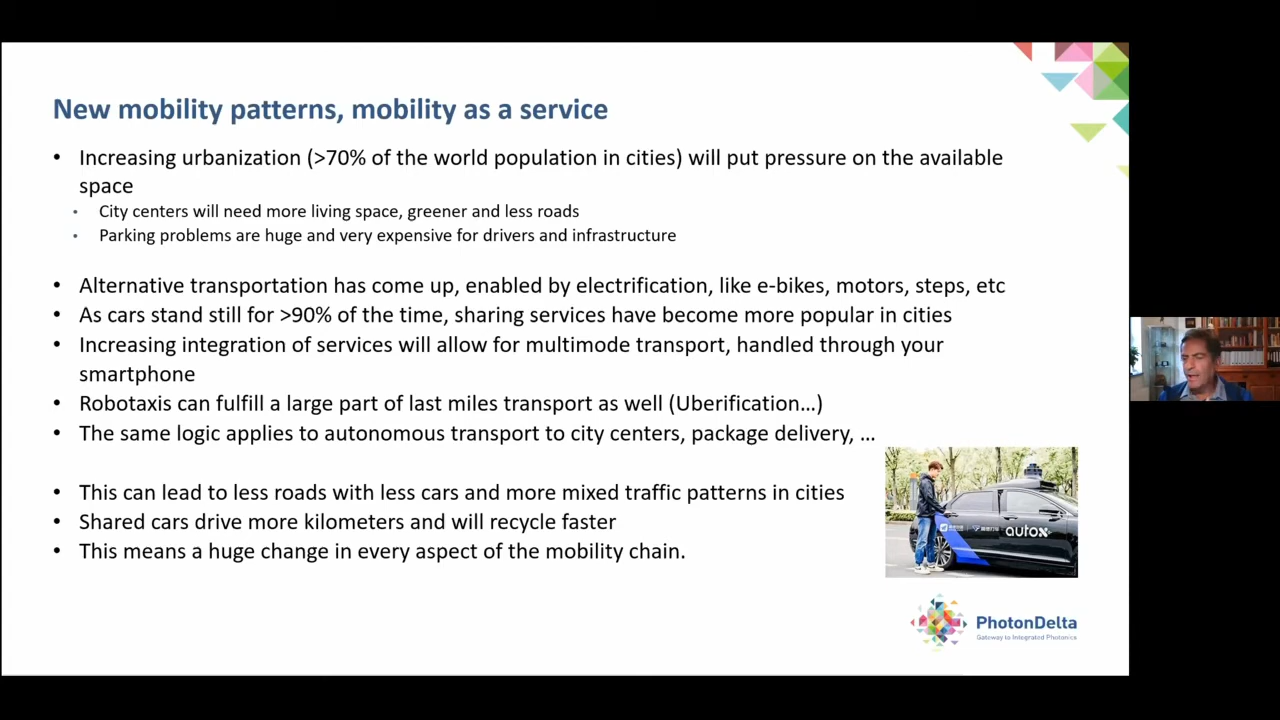 New mobility patterns, mobility as a service
• Increasing urbanization (>70% of the world population in cities) will put pressure on the available
space
• City centers will need more living space, greener and less roads
• Parking problems are huge and very expensive for drivers and infrastructure
• Alternative transportation has come up, enabled by electrification, like e-bikes, motors, steps, etc
• As cars stand still for >90% of the time, sharing services have become more popular in cities
• Increasing integration of services will allow for multimode transport, handled through your
smartphone
• Robotaxis can fulfill a large part of last miles transport as well (Uberification…)
• The same logic applies to autonomous transport to city centers, package delivery, …
• This can lead to less roads with less cars and more mixed traffic patterns in cities
• Shared cars drive more kilometers and will recycle faster
• This means a huge change in every aspect of the mobility chain.
autox
PhotonDelta
Gateway to Integrated Photonics